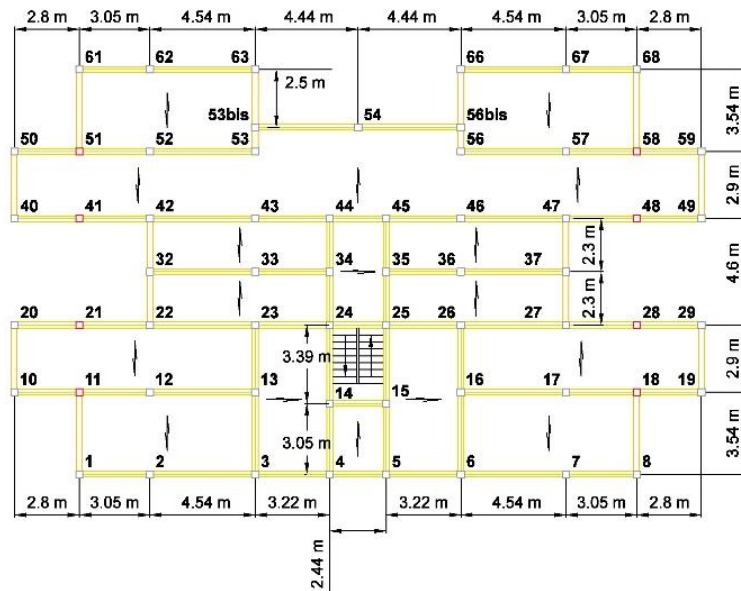 2.8 m 3.05 m 4.54 m 4.44 m 4.44 m 4.54 m 3.05 m 2.8 m
61 62 63 66 67 68
2.5 m 3.54 m
53bis 54 56bis
50 51 52 53 56 57 58 59
2.9 m
40 41 42 43 44 45 46 47 48 49
2.3 m 4.6 m
32 33 34 35 36 37
2.3 m
20 21 22 23 24 25 26 27 28 29
3.39 m 2.9 m
10 11 12 13 14 15 16 17 18 19
3.05 m 3.54 m
1 2 3 4 5 6 7 8
2.8 m 3.05 m 4.54 m 3.22 m 3.22 m 4.54 m 3.05 m 2.8 m
2.44 m